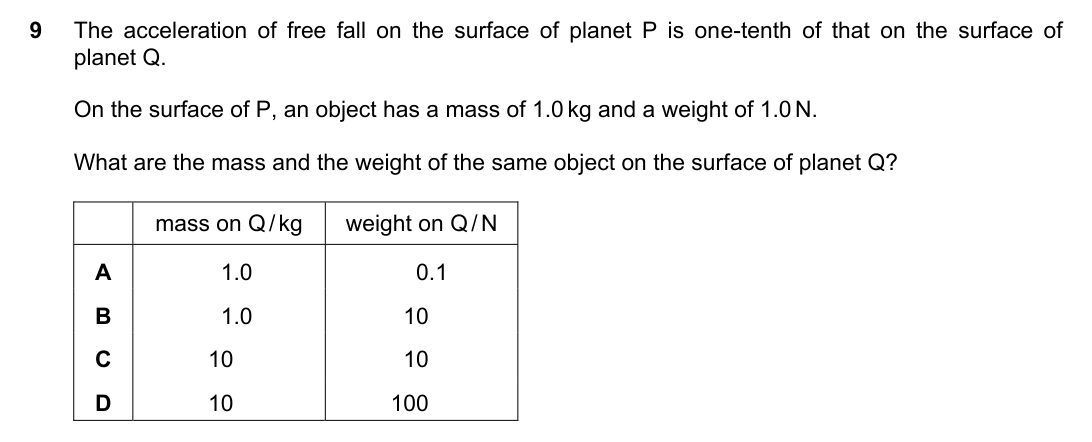 9 The acceleration of free fall on the surface of planet P is one-tenth of that on the surface of
planet Q.
On the surface of P, an object has a mass of 1.0 kg and a weight of 1.0 N.
What are the mass and the weight of the same object on the surface of planet Q?
mass on Q / kg weight on Q / N
A 1.0 0.1
B 1.0 10
C 10 10
D 10 100